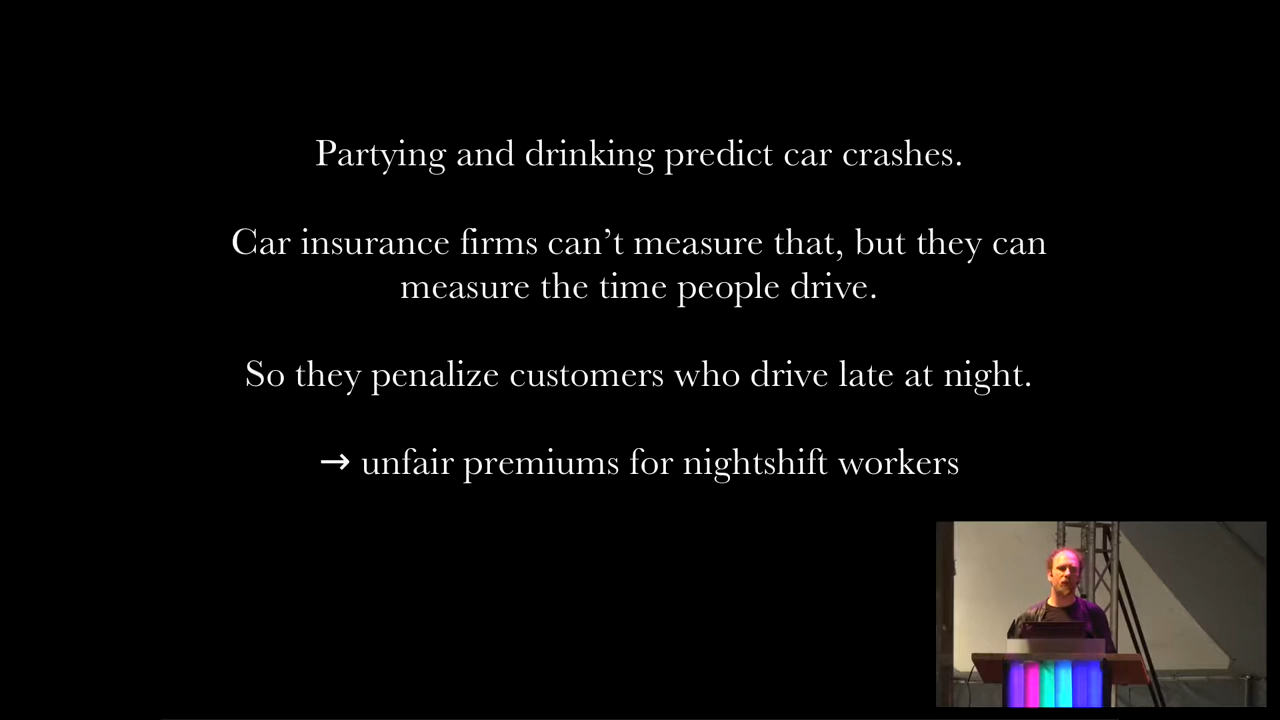 Partying and drinking predict car crashes.
Car insurance firms can’t measure that, but they can
measure the time people drive.
So they penalize customers who drive late at night.
→ unfair premiums for nightshift workers